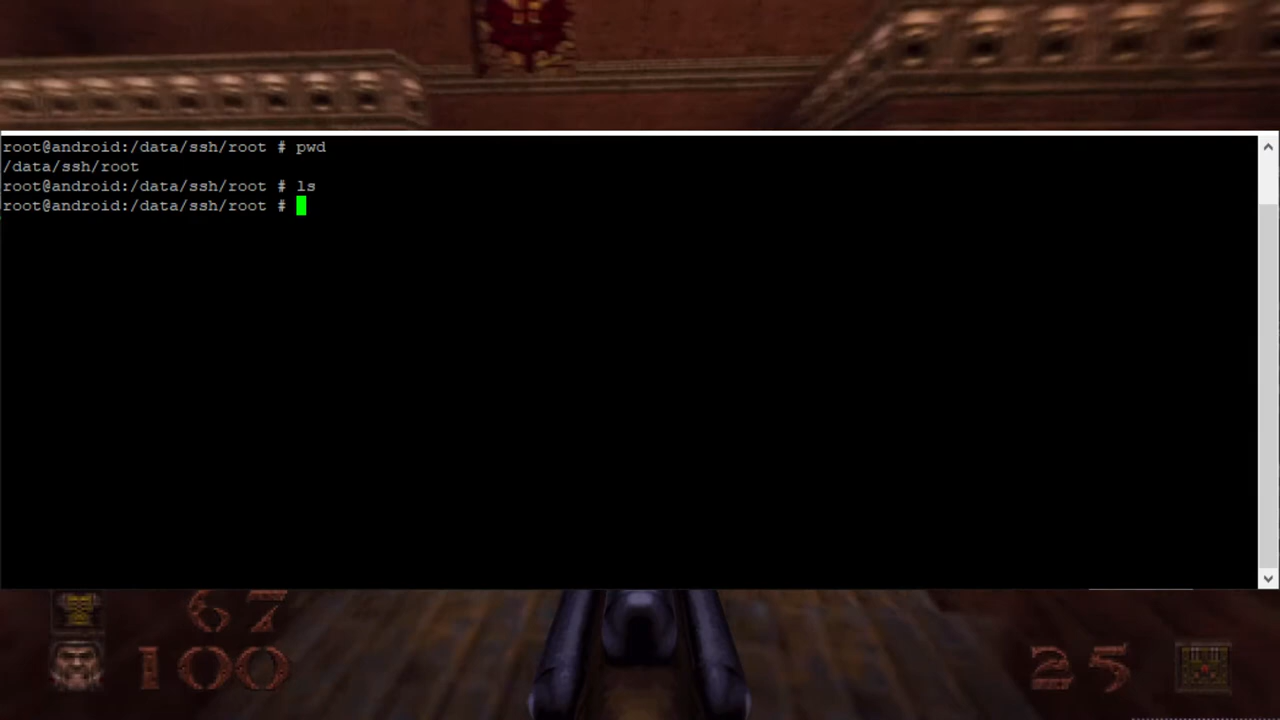 root@android:/data/ssh/root # pwd
/data/ssh/root
root@android:/data/ssh/root # ls
root@android:/data/ssh/root #
67
100
25